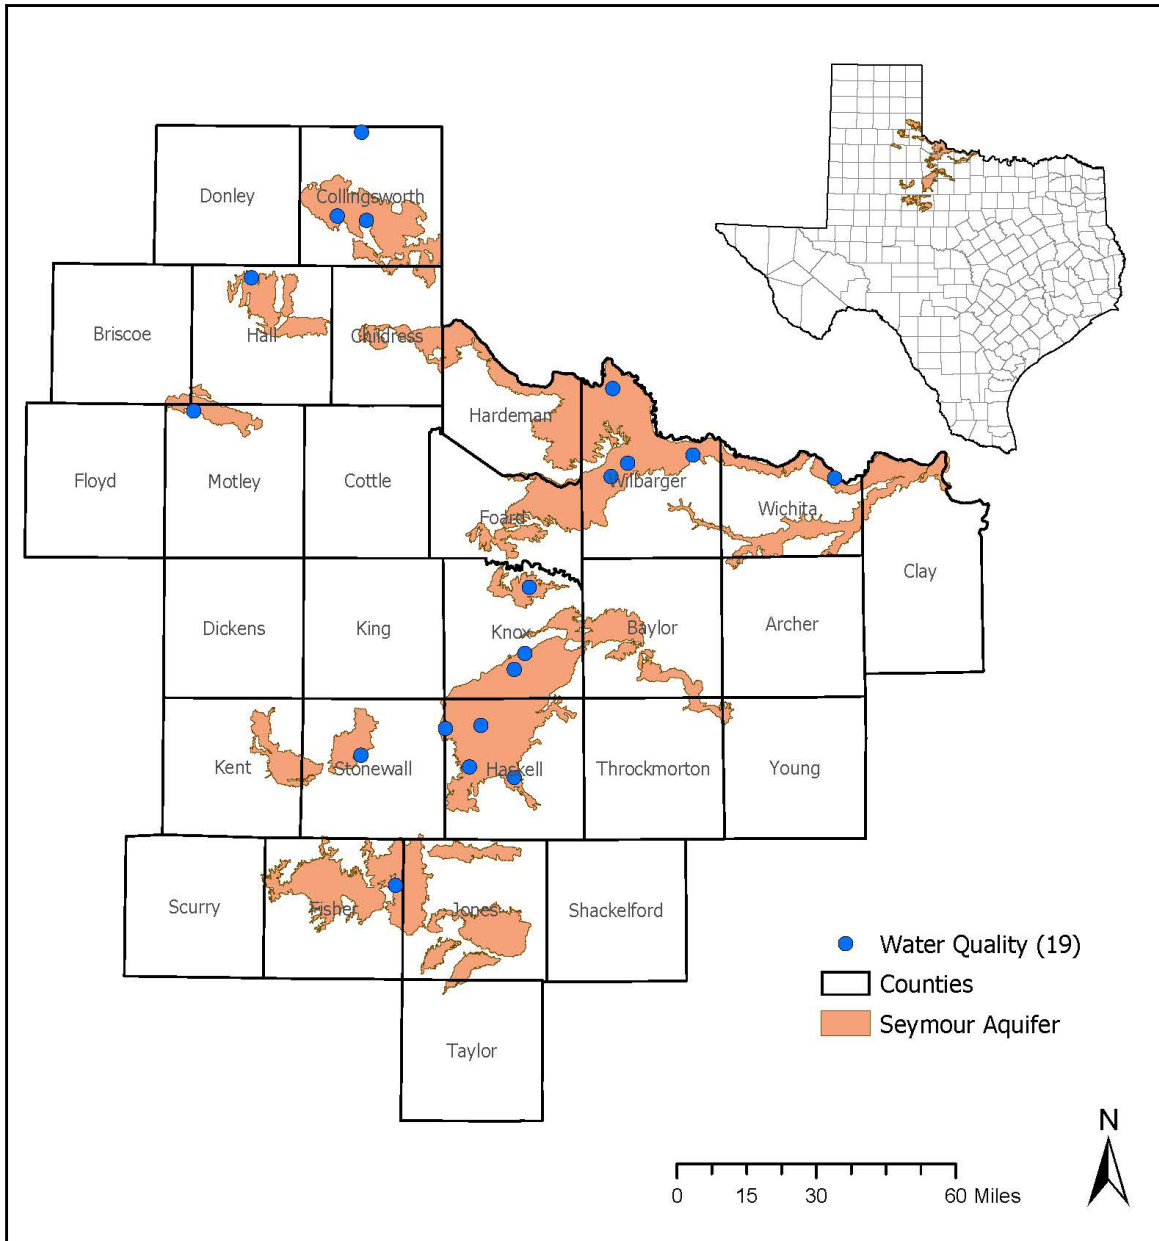 Donley
Collingsworth
Briscoe
Hall
Childress
Hardeman
Floyd
Motley
Cottle
Foard
Wilbarger
Wichita
Clay
Dickens
King
Knox
Baylor
Archer
Kent
Stonewall
Haskell
Throckmorton
Young
Scurry
Fisher
Jones
Shackelford
Taylor
Water Quality (19)
Counties
Seymour Aquifer
N
0 15 30 60 Miles